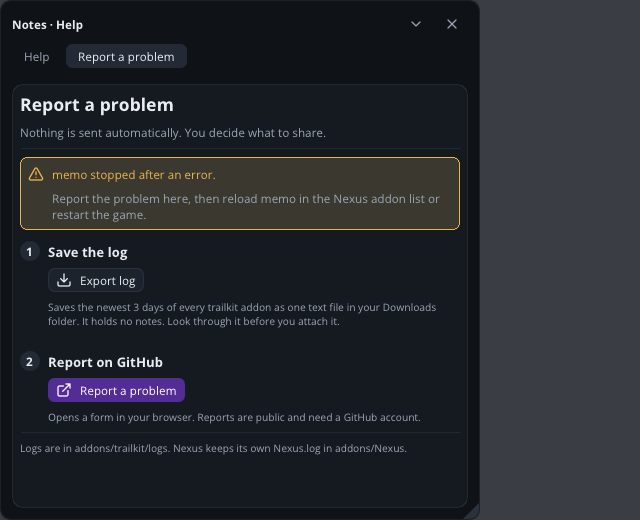 Notes · Help
Help
Report a problem
Report a problem
Nothing is sent automatically. You decide what to share.
memo stopped after an error.
Report the problem here, then reload memo in the Nexus addon list or
restart the game.
1 Save the log
Export log
Saves the newest 3 days of every trailkit addon as one text file in your Downloads
folder. It holds no notes. Look through it before you attach it.
2 Report on GitHub
Report a problem
Opens a form in your browser. Reports are public and need a GitHub account.
Logs are in addons/trailkit/logs. Nexus keeps its own Nexus.log in addons/Nexus.